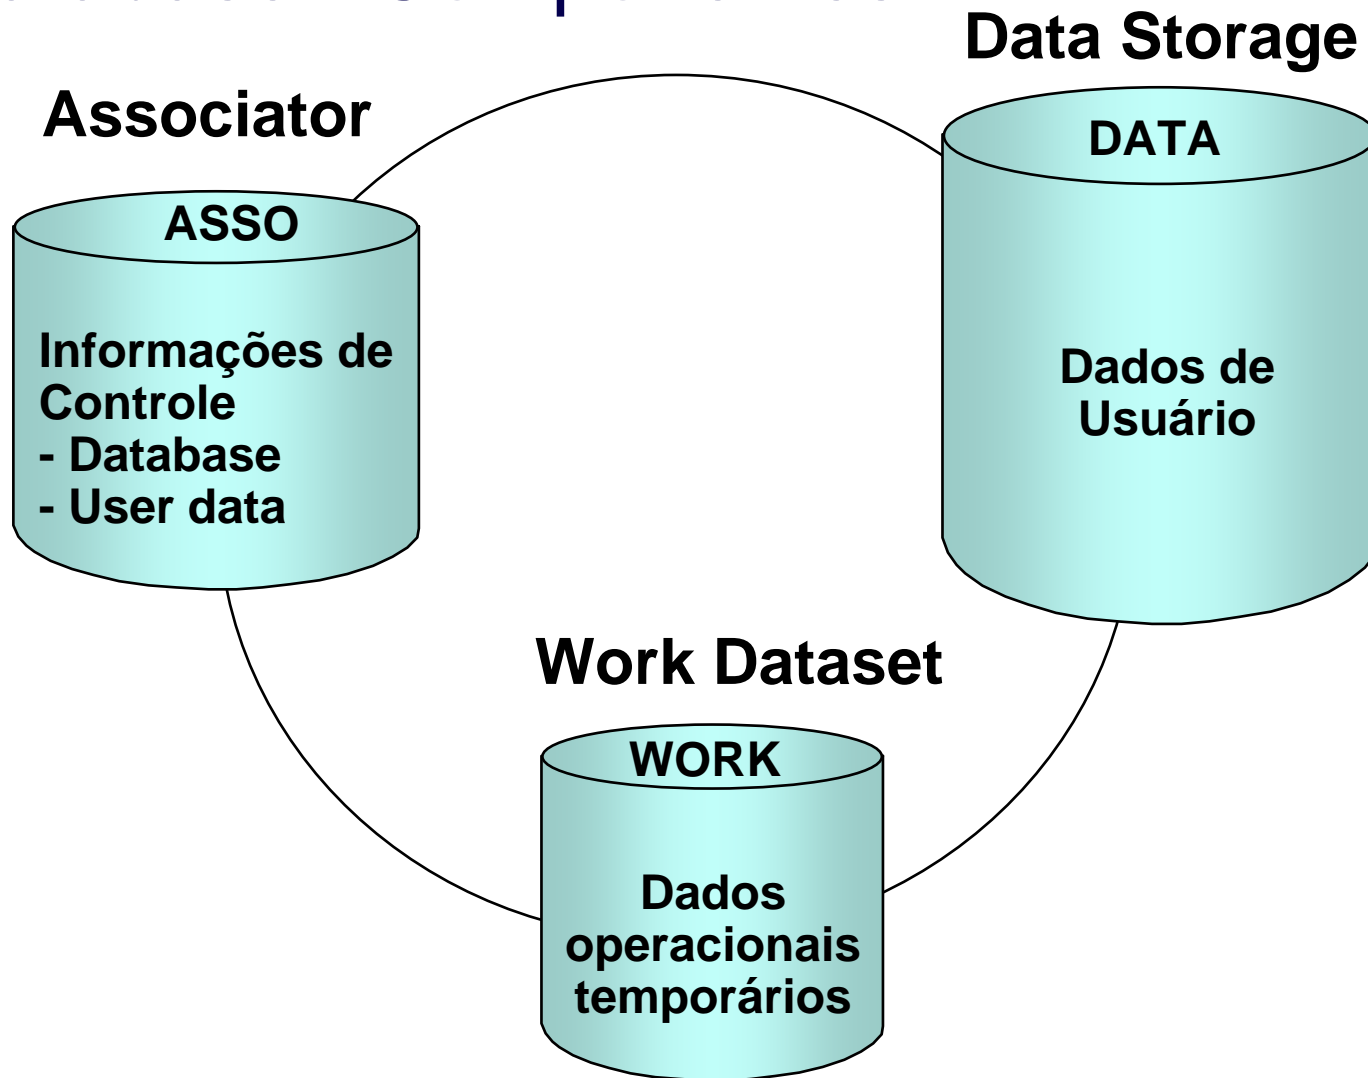 Data Storage
Associator
DATA
ASSO
Informações de
Controle
- Database
- User data
Dados de
Usuário
Work Dataset
WORK
Dados
operacionais
temporários